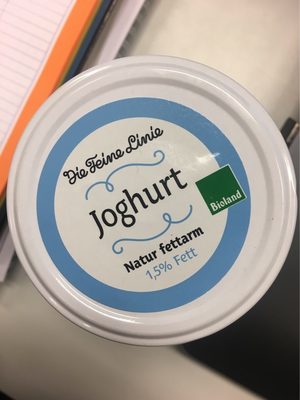 Die Feine Linie
Joghurt
Bioland
Natur fettarm
1,5% Fett